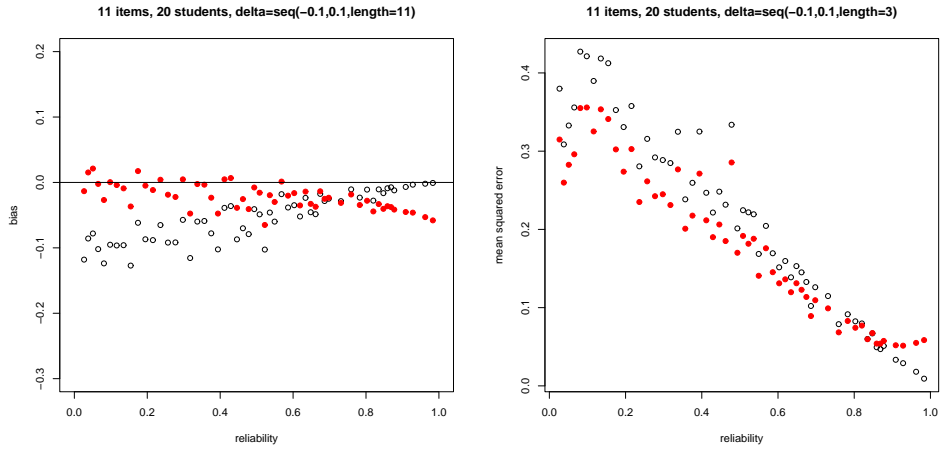 11 items, 20 students, delta=seq(−0.1,0.1,length=11)
bias
0.2
0.1
0.0
−0.1
−0.2
−0.3
0.0 0.2 0.4 0.6 0.8 1.0
reliability
11 items, 20 students, delta=seq(−0.1,0.1,length=3)
mean squared error
0.4
0.3
0.2
0.1
0.0
0.0 0.2 0.4 0.6 0.8 1.0
reliability